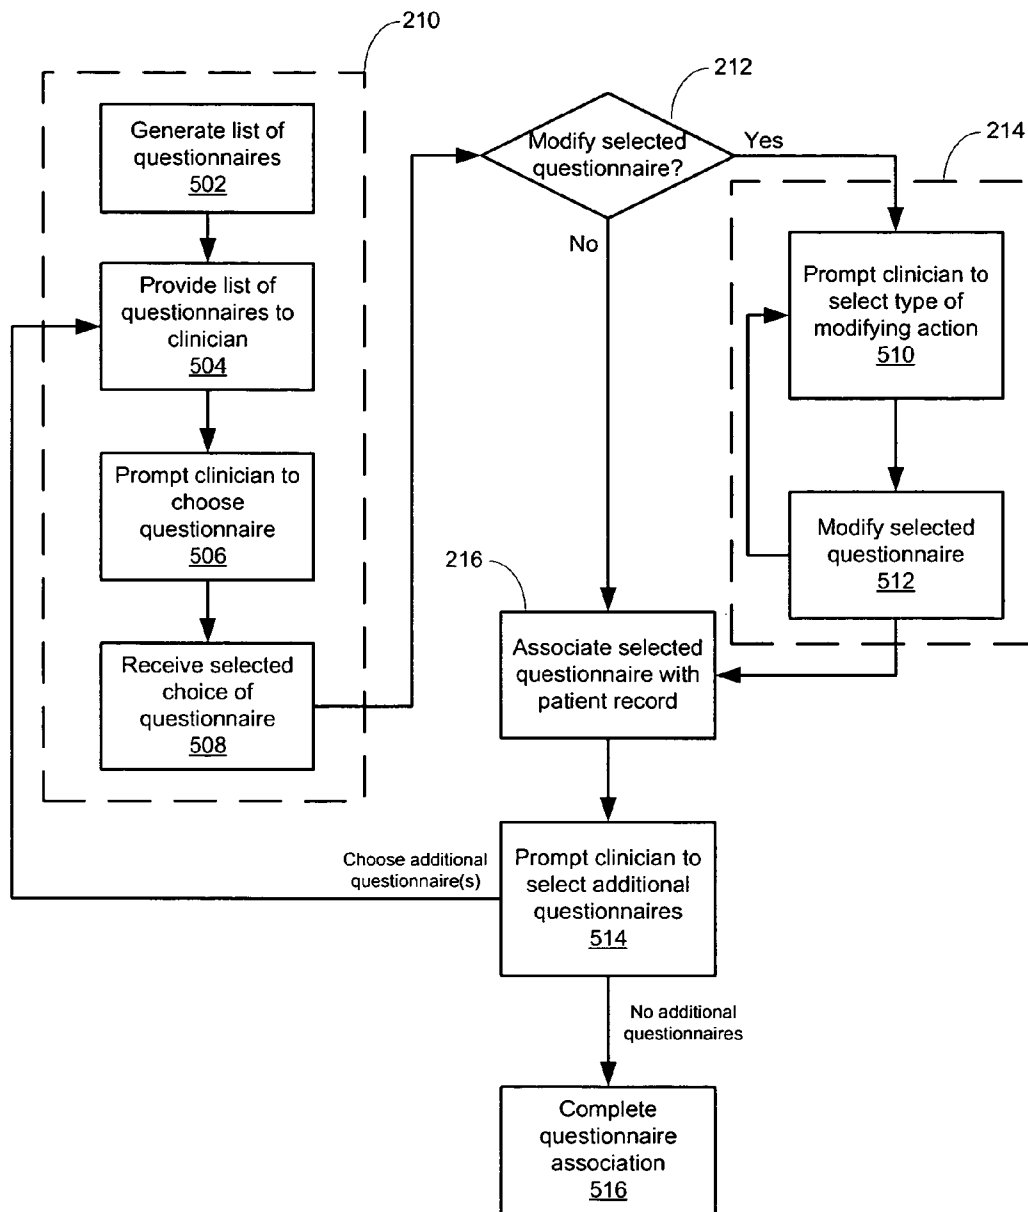 210
Generate list of
questionnaires
502
Provide list of
questionnaires to
clinician
504
Prompt clinician to
choose
questionnaire
506
Receive selected
choice of
questionnaire
508
212
Modify selected
questionnaire?
Yes
No
214
Prompt clinician to
select type of
modifying action
510
Modify selected
questionnaire
512
216
Associate selected
questionnaire with
patient record
Choose additional
questionnaire(s)
Prompt clinician to
select additional
questionnaires
514
No additional
questionnaires
Complete
questionnaire
association
516